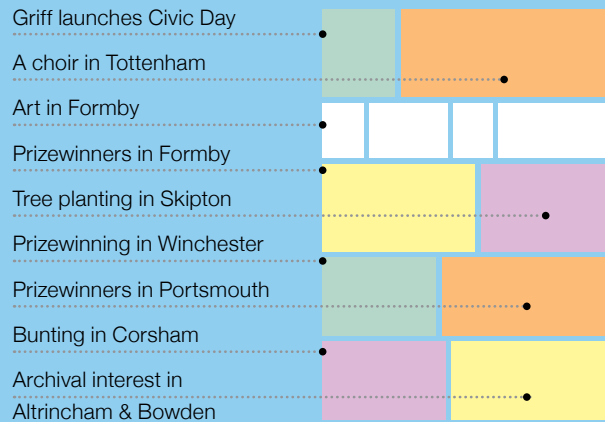 Griff launches Civic Day
A choir in Tottenham
Art in Formby
Prizewinners in Formby
Tree planting in Skipton
Prizewinning in Winchester
Prizewinners in Portsmouth
Bunting in Corsham
Archival interest in
Altrincham & Bowden